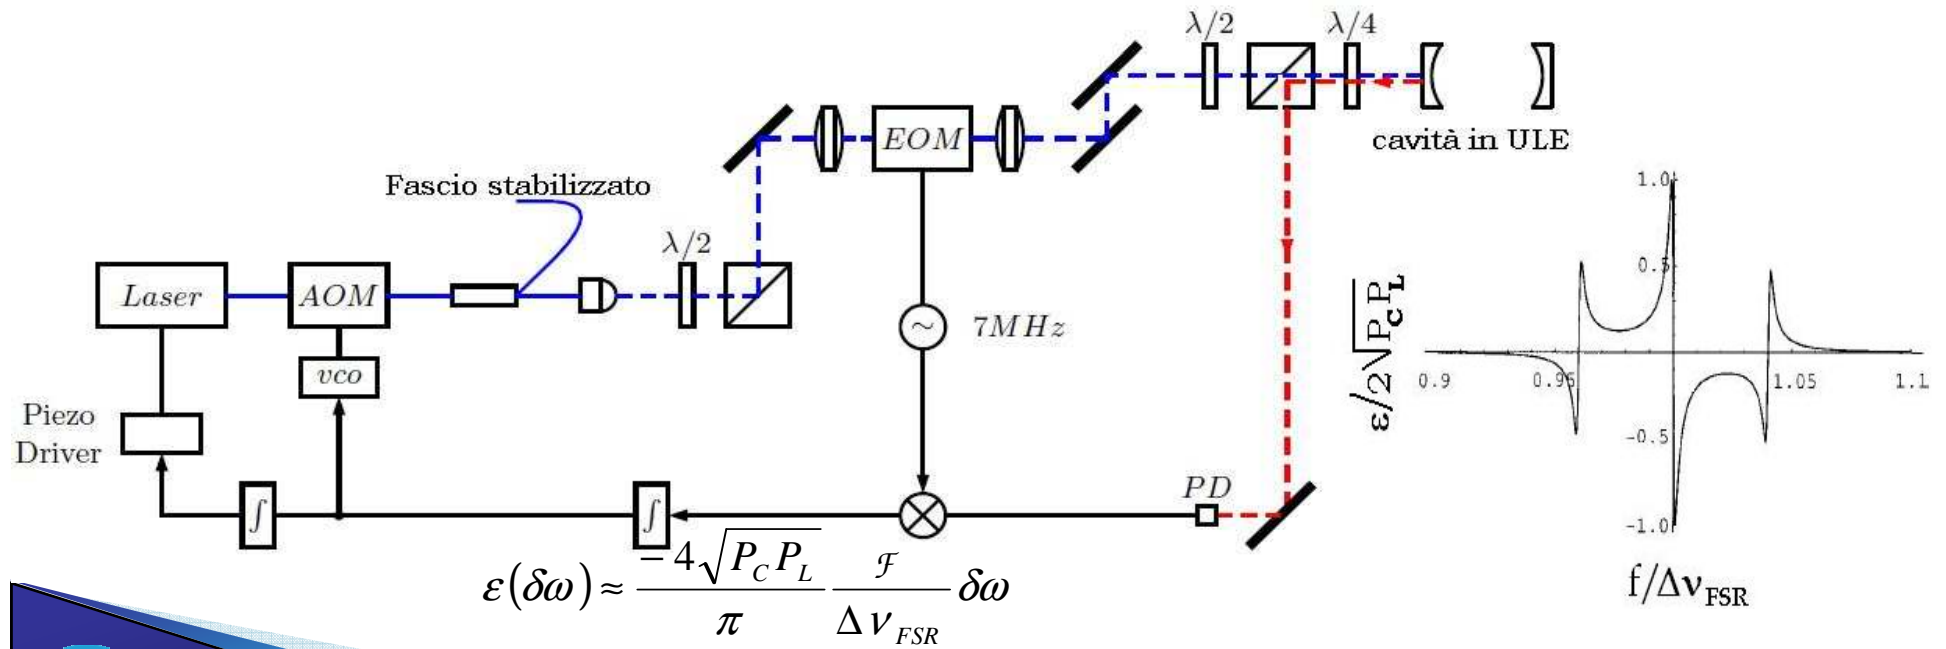 λ/2
λ/4
EOM
cavità in ULE
Fascio stabilizzato
λ/2
Laser
AOM
~
7MHz
vco
Piezo
Driver
∫
∫
PD
ε(δω) ≈ −4√(P_C P_L)/π ℱ/Δν_FSR δω
1.0
0.5
0.9
0.95
1.05
1.1
-0.5
-1.0
ε/2√P_C P_L
f/Δν_FSR